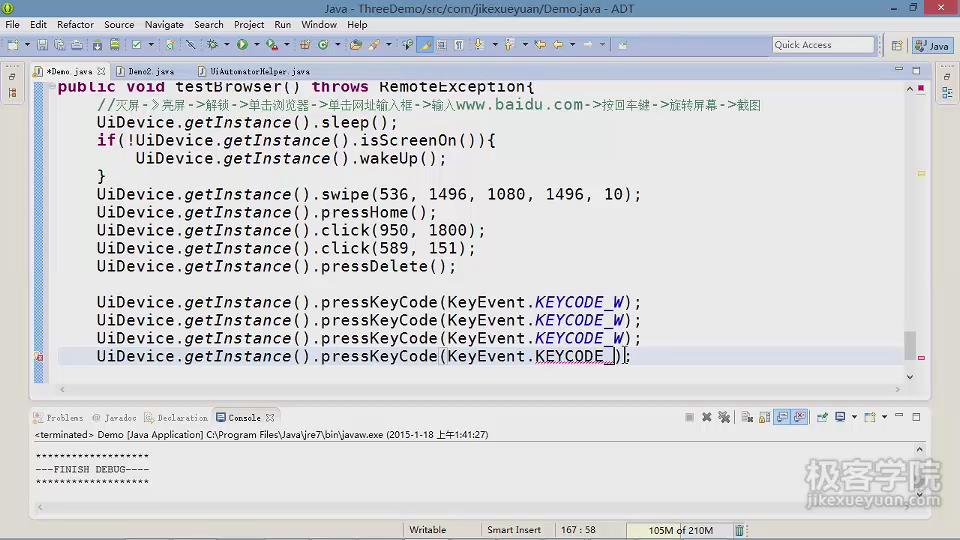 Java - ThreeDemo/src/com/jikexueyuan/Demo.java - ADT
File Edit Refactor Source Navigate Search Project Run Window Help
Quick Access
Java
*Demo.java
Demo2.java
UiAutomatorHelper.java
public void testBrowser() throws RemoteException{
//灭屏-》亮屏->解锁->单击浏览器->单击网址输入框->输入www.baidu.com->按回车键->旋转屏幕->截图
UiDevice.getInstance().sleep();
if(!UiDevice.getInstance().isScreenOn()){
UiDevice.getInstance().wakeUp();
}
UiDevice.getInstance().swipe(536, 1496, 1080, 1496, 10);
UiDevice.getInstance().pressHome();
UiDevice.getInstance().click(950, 1800);
UiDevice.getInstance().click(589, 151);
UiDevice.getInstance().pressDelete();
UiDevice.getInstance().pressKeyCode(KeyEvent.KEYCODE_W);
UiDevice.getInstance().pressKeyCode(KeyEvent.KEYCODE_W);
UiDevice.getInstance().pressKeyCode(KeyEvent.KEYCODE_W);
UiDevice.getInstance().pressKeyCode(KeyEvent.KEYCODE_);
Problems @ Javadoc Declaration Console
<terminated> Demo [Java Application] C:\Program Files\Java\jre7\bin\javaw.exe (2015-1-18 上午1:41:27)
*******************
---FINISH DEBUG----
*******************
极客学院
jikexueyuan.com
Writable
Smart Insert
167 : 58
105M of 210M